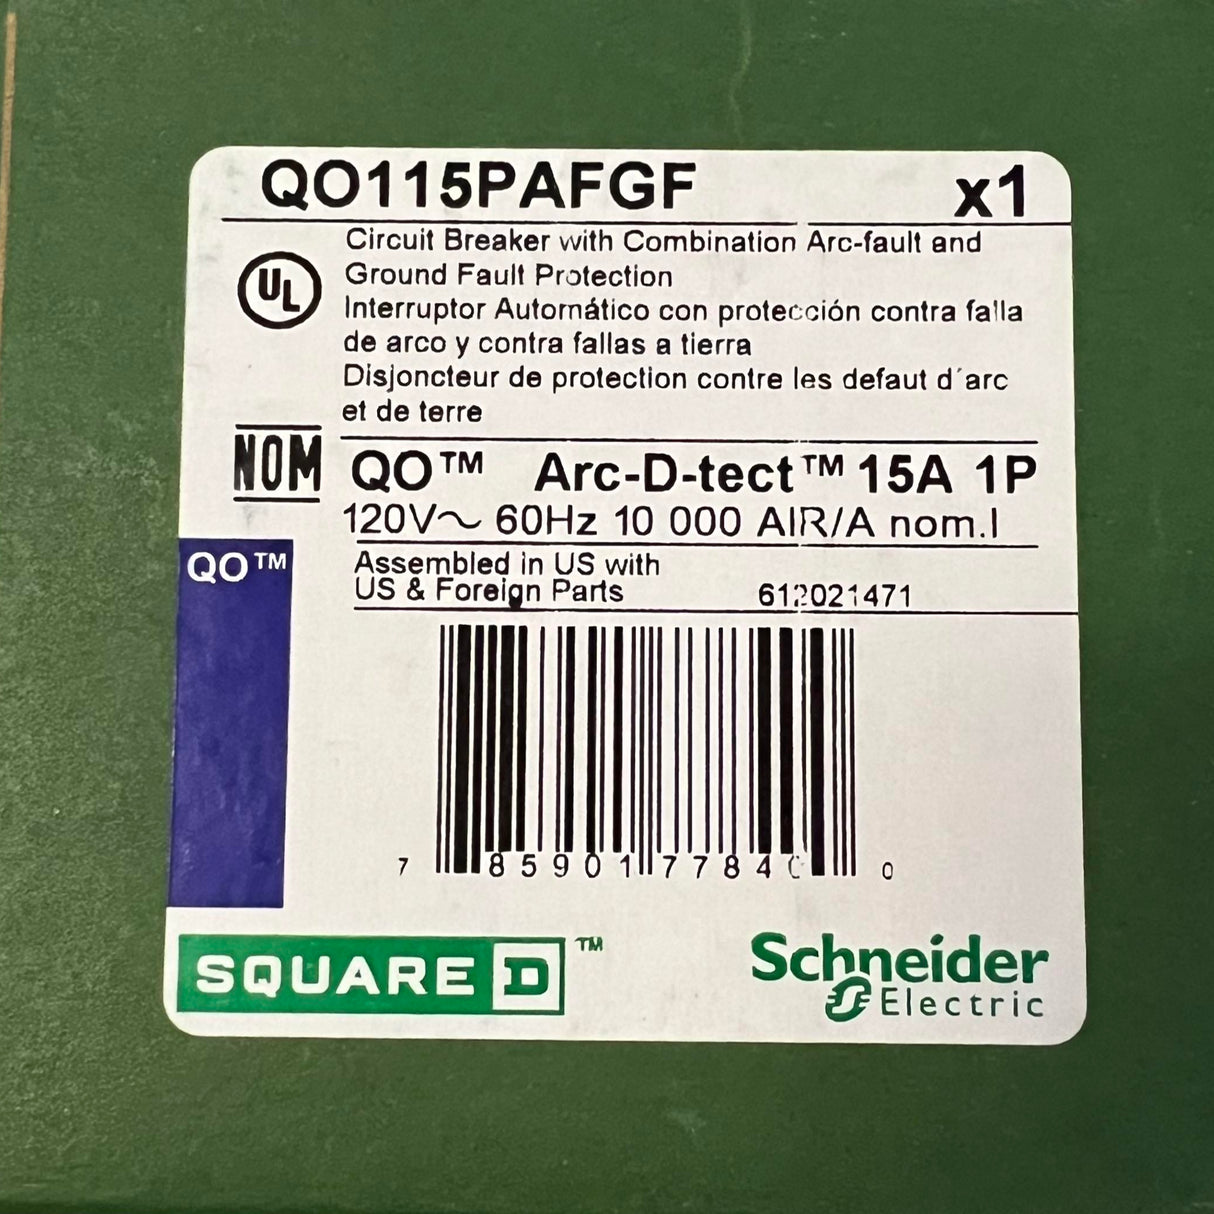 QO115PAFGF x1
UL
Circuit Breaker with Combination Arc-fault and
Ground Fault Protection
Interruptor Automático con protección contra falla
de arco y contra fallas a tierra
Disjoncteur de protection contre les defaut d´arc
et de terre
NOM
QO™ Arc-D-tect™ 15A 1P
120V~ 60Hz 10 000 AIR/A nom.I
QO™
Assembled in US with
US & Foreign Parts 612021471
7 85901 77840 0
SQUARE D™
Schneider
Electric